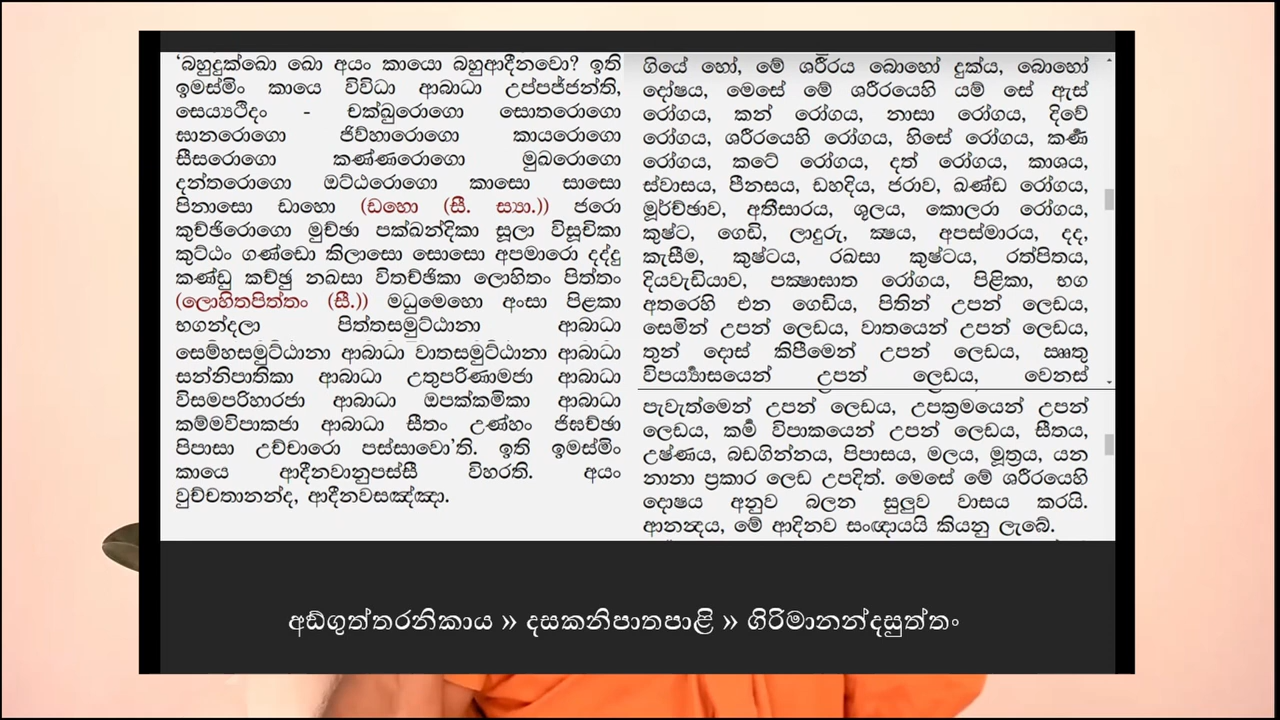 ‘බහුදුක්ඛො ඛො අයං කායො බහුආදීනවො? ඉති
ඉමස්මිං කායෙ විවිධා ආබාධා උප්පජ්ජන්ති,
සෙය්‍යථිදං - චක්ඛුරොගො සොතරොගො
ඝානරොගො ජිව්හාරොගො කායරොගො
සීසරොගො කණ්ණරොගො මුඛරොගො
දන්තරොගො ඔට්ඨරොගො කාසො සාසො
පිනාසො ඩාහො (ඩහො (සී. ස්‍යා.)) ජරො
කුච්ඡිරොගො මුච්ඡා පක්ඛන්දිකා සූලා විසූචිකා
කුට්ඨං ගණ්ඩො කිලාසො සොසො අපමාරො දද්දු
කණ්ඩු කච්ඡු නඛසා විතච්ඡිකා ලොහිතං පිත්තං
(ලොහිතපිත්තං (සී.)) මධුමෙහො අංසා පිළකා
භගන්දලා පිත්තසමුට්ඨානා ආබාධා
සෙම්හසමුට්ඨානා ආබාධා වාතසමුට්ඨානා ආබාධා
සන්නිපාතිකා ආබාධා උතුපරිණාමජා ආබාධා
විසමපරිහාරජා ආබාධා ඔපක්කමිකා ආබාධා
කම්මවිපාකජා ආබාධා සීතං උණ්හං ජිඝච්ඡා
පිපාසා උච්චාරො පස්සාවො’ති. ඉති ඉමස්මිං
කායෙ ආදීනවානුපස්සී විහරති. අයං
වුච්චතානන්ද, ආදීනවසඤ්ඤා.
ගියේ හෝ, මේ ශරීරය බොහෝ දුක්ය, බොහෝ
දෝෂය, මෙසේ මේ ශරීරයෙහි යම් සේ ඇස්
රෝගය, කන් රෝගය, නාසා රෝගය, දිවේ
රෝගය, ශරීරයෙහි රෝගය, හිසේ රෝගය, කර්‍ණ
රෝගය, කටේ රෝගය, දත් රෝගය, කාශය,
ස්වාසය, පීනසය, ඩහදිය, ජරාව, ඛණ්ඩ රෝගය,
මූර්ච්ඡාව, අතීසාරය, ශූලය, කොලරා රෝගය,
කුෂ්ට, ගෙඩි, ලාදුරු, ක්‍ෂය, අපස්මාරය, දද,
කැසීම, කුෂ්ටය, රඛසා කුෂ්ටය, රත්පිතය,
දියවැඩියාව, පක්‍ෂාඝාත රෝගය, පිළිකා, භග
අතරෙහි එන ගෙඩිය, පිතින් උපන් ලෙඩය,
සෙමින් උපන් ලෙඩය, වාතයෙන් උපන් ලෙඩය,
තුන් දොස් කිපීමෙන් උපන් ලෙඩය, ඍතු
විපර්‍ය්‍යාසයෙන් උපන් ලෙඩය, වෙනස්
පැවැත්මෙන් උපන් ලෙඩය, උපක්‍රමයෙන් උපන්
ලෙඩය, කර්‍ම විපාකයෙන් උපන් ලෙඩය, සීතය,
උෂ්ණය, බඩගින්නය, පිපාසය, මලය, මූත්‍රය, යන
නානා ප්‍රකාර ලෙඩ උපදිත්. මෙසේ මේ ශරීරයෙහි
දොෂය අනුව බලන සුලුව වාසය කරයි.
ආනන්‍දය, මේ ආදිනව සංඥායයි කියනු ලැබේ.
අඞ්ගුත්තරනිකාය » දසකනිපාතපාළි » ගිරිමානන්දසුත්තං